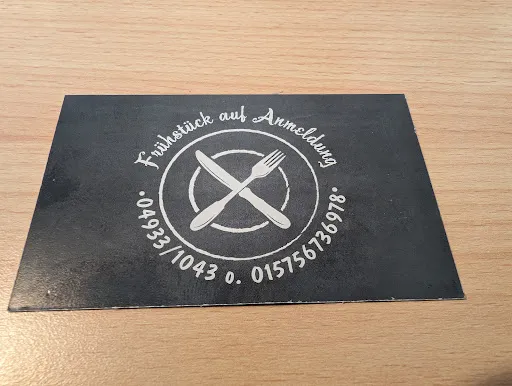 Frühstück auf Anmeldung
04933/1043 o. 015756736978